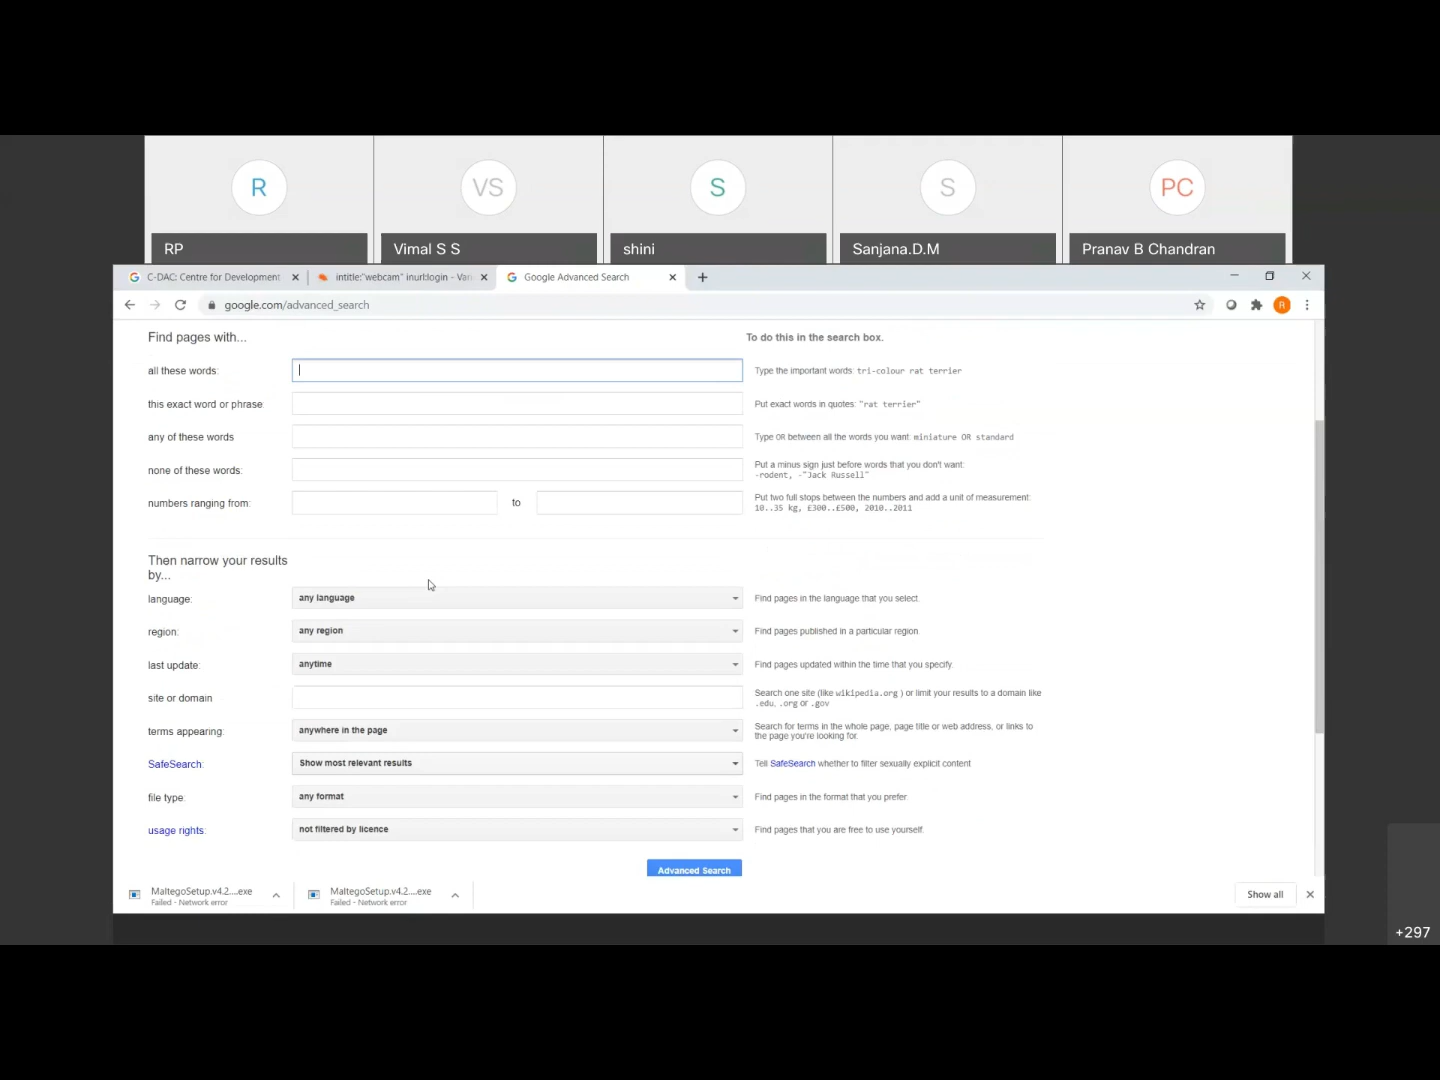 R
VS
S
S
PC
RP
Vimal S S
shini
Sanjana.D.M
Pranav B Chandran
C-DAC: Centre for Development
intitle:"webcam" inurl:login - Van
Google Advanced Search
google.com/advanced_search
R
Find pages with...
To do this in the search box.
all these words:
Type the important words: tri-colour rat terrier
this exact word or phrase:
Put exact words in quotes: "rat terrier"
any of these words
Type OR between all the words you want: miniature OR standard
none of these words:
Put a minus sign just before words that you don't want:
-rodent, -"Jack Russell"
numbers ranging from:
to
Put two full stops between the numbers and add a unit of measurement:
10..35 kg, £300..£500, 2010..2011
Then narrow your results
by...
language:
any language
Find pages in the language that you select.
region:
any region
Find pages published in a particular region.
last update:
anytime
Find pages updated within the time that you specify.
site or domain
Search one site (like wikipedia.org ) or limit your results to a domain like
.edu, .org or .gov
terms appearing:
anywhere in the page
Search for terms in the whole page, page title or web address, or links to
the page you're looking for.
SafeSearch:
Show most relevant results
Tell SafeSearch whether to filter sexually explicit content
file type:
any format
Find pages in the format that you prefer.
usage rights:
not filtered by licence
Find pages that you are free to use yourself.
Advanced Search
MaltegoSetup.v4.2....exe
Failed - Network error
MaltegoSetup.v4.2....exe
Failed - Network error
Show all
+297